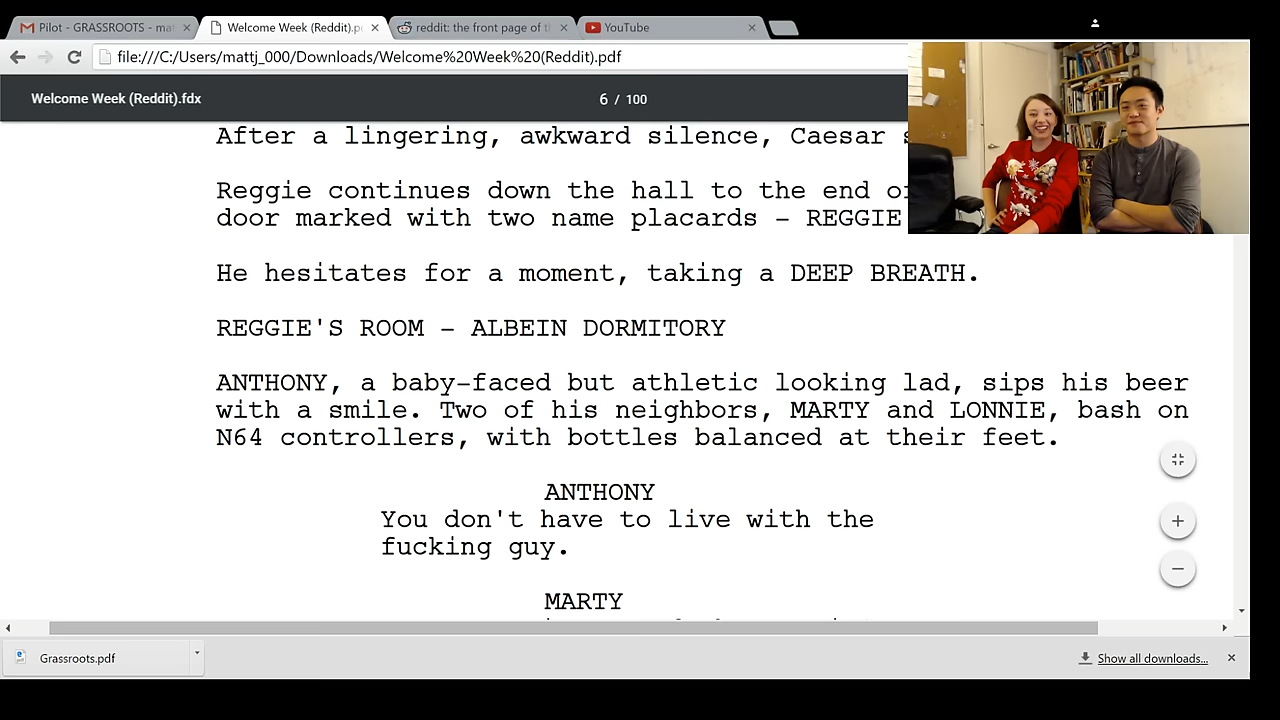 Pilot - GRASSROOTS - ma
Welcome Week (Reddit).p
reddit: the front page of t
YouTube
file:///C:/Users/mattj_000/Downloads/Welcome%20Week%20(Reddit).pdf
Welcome Week (Reddit).fdx
6 / 100
After a lingering, awkward silence, Caesar s
Reggie continues down the hall to the end o
door marked with two name placards – REGGIE
He hesitates for a moment, taking a DEEP BREATH.
REGGIE'S ROOM – ALBEIN DORMITORY
ANTHONY, a baby-faced but athletic looking lad, sips his beer
with a smile. Two of his neighbors, MARTY and LONNIE, bash on
N64 controllers, with bottles balanced at their feet.
ANTHONY
You don't have to live with the
fucking guy.
MARTY
Grassroots.pdf
Show all downloads...